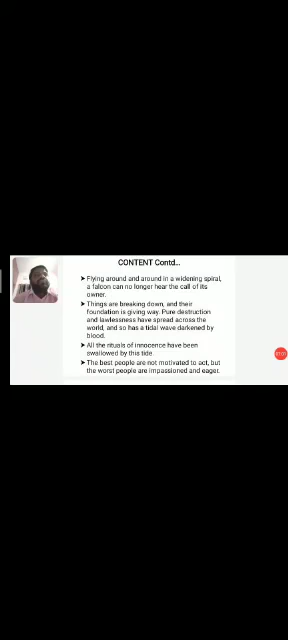 CONTENT Contd...
➤ Flying around and around in a widening spiral,
a falcon can no longer hear the call of its
owner.
➤ Things are breaking down, and their
foundation is giving way. Pure destruction
and lawlessness have spread across the
world, and so has a tidal wave darkened by
blood.
➤ All the rituals of innocence have been
swallowed by this tide
➤ The best people are not motivated to act, but
the worst people are impassioned and eager.